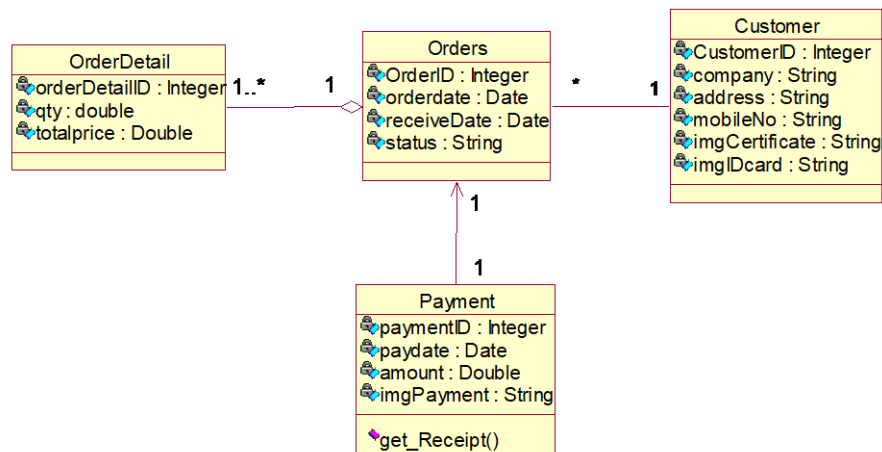 OrderDetail
orderDetailID : Integer
qty : double
totalprice : Double
1..*
1
Orders
OrderID : Integer
orderdate : Date
receiveDate : Date
status : String
*
1
Customer
CustomerID : Integer
company : String
address : String
mobileNo : String
imgCertificate : String
imgIDcard : String
1
1
Payment
paymentID : Integer
paydate : Date
amount : Double
imgPayment : String
get_Receipt()